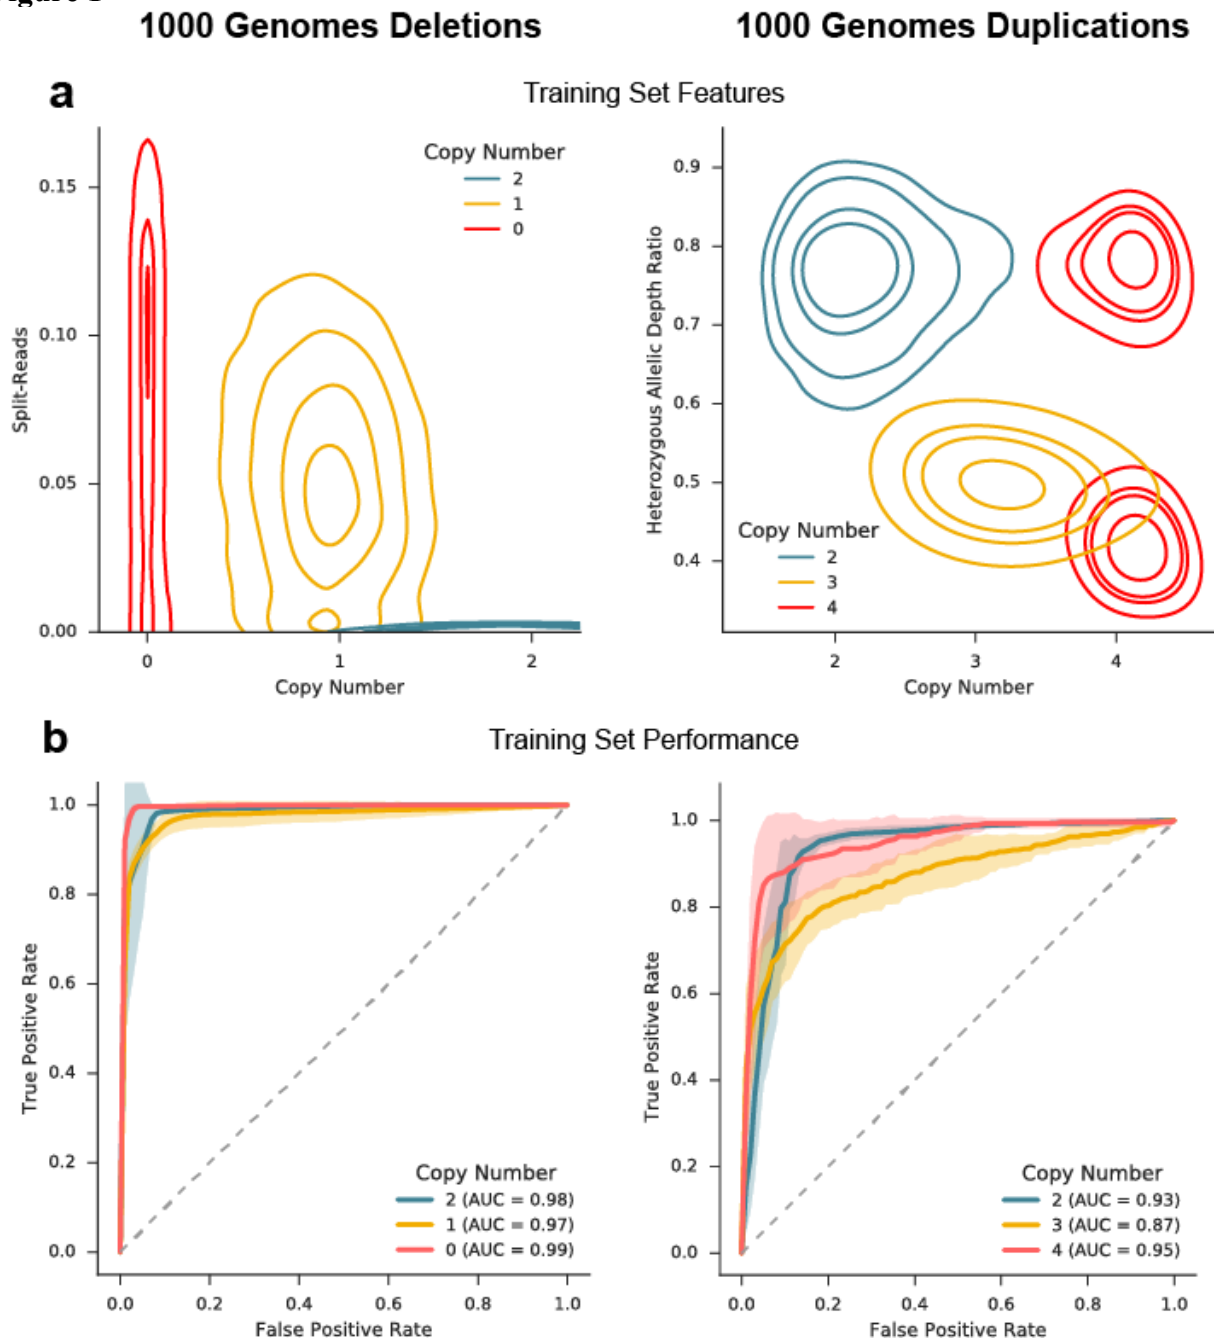 1000 Genomes Deletions
1000 Genomes Duplications
a
Training Set Features
Split-Reads
0.15
0.10
0.05
0.00
0
1
2
Copy Number
Copy Number
2
1
0
Heterozygous Allelic Depth Ratio
0.9
0.8
0.7
0.6
0.5
0.4
2
3
4
Copy Number
Copy Number
2
3
4
b
Training Set Performance
True Positive Rate
1.0
0.8
0.6
0.4
0.2
0.0
0.0
0.2
0.4
0.6
0.8
1.0
False Positive Rate
Copy Number
2 (AUC = 0.98)
1 (AUC = 0.97)
0 (AUC = 0.99)
True Positive Rate
1.0
0.8
0.6
0.4
0.2
0.0
0.0
0.2
0.4
0.6
0.8
1.0
False Positive Rate
Copy Number
2 (AUC = 0.93)
3 (AUC = 0.87)
4 (AUC = 0.95)